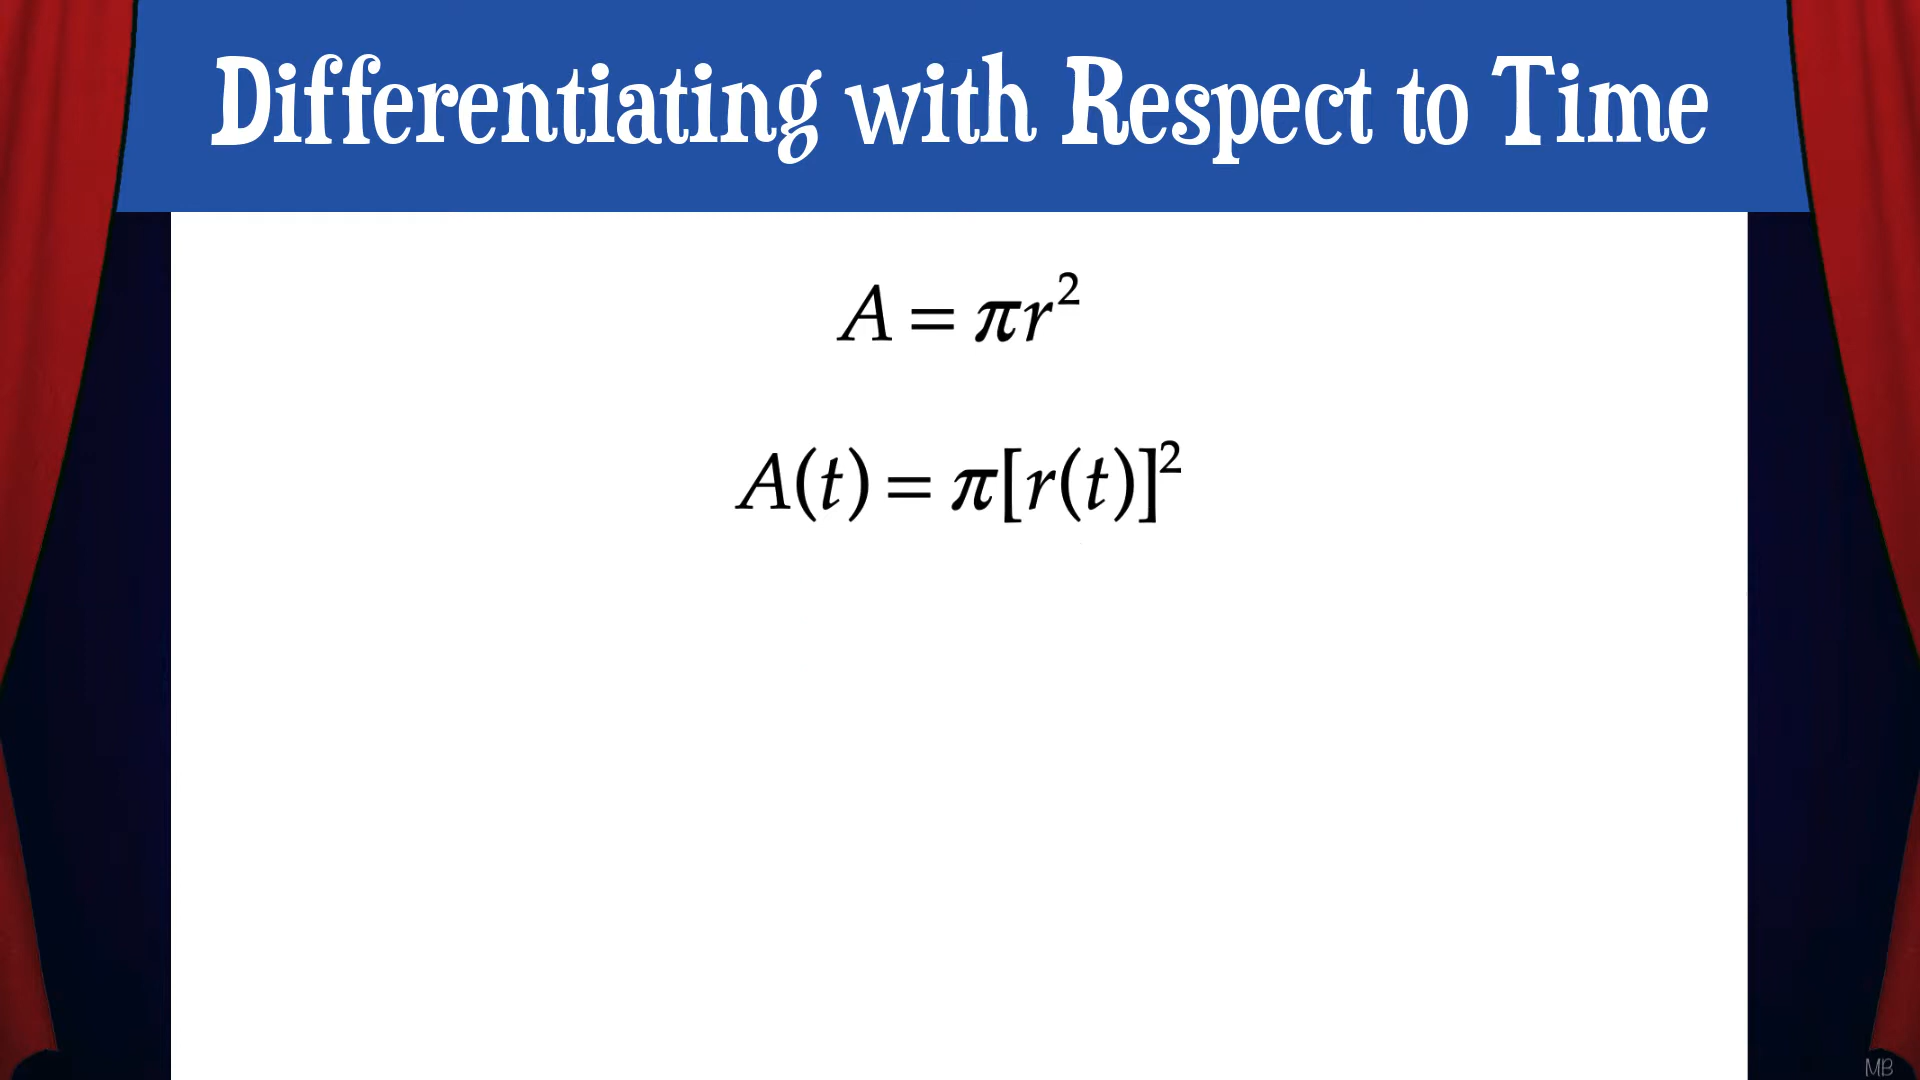 Differentiating with Respect to Time
A = πr²
A(t) = π[r(t)]²
MB